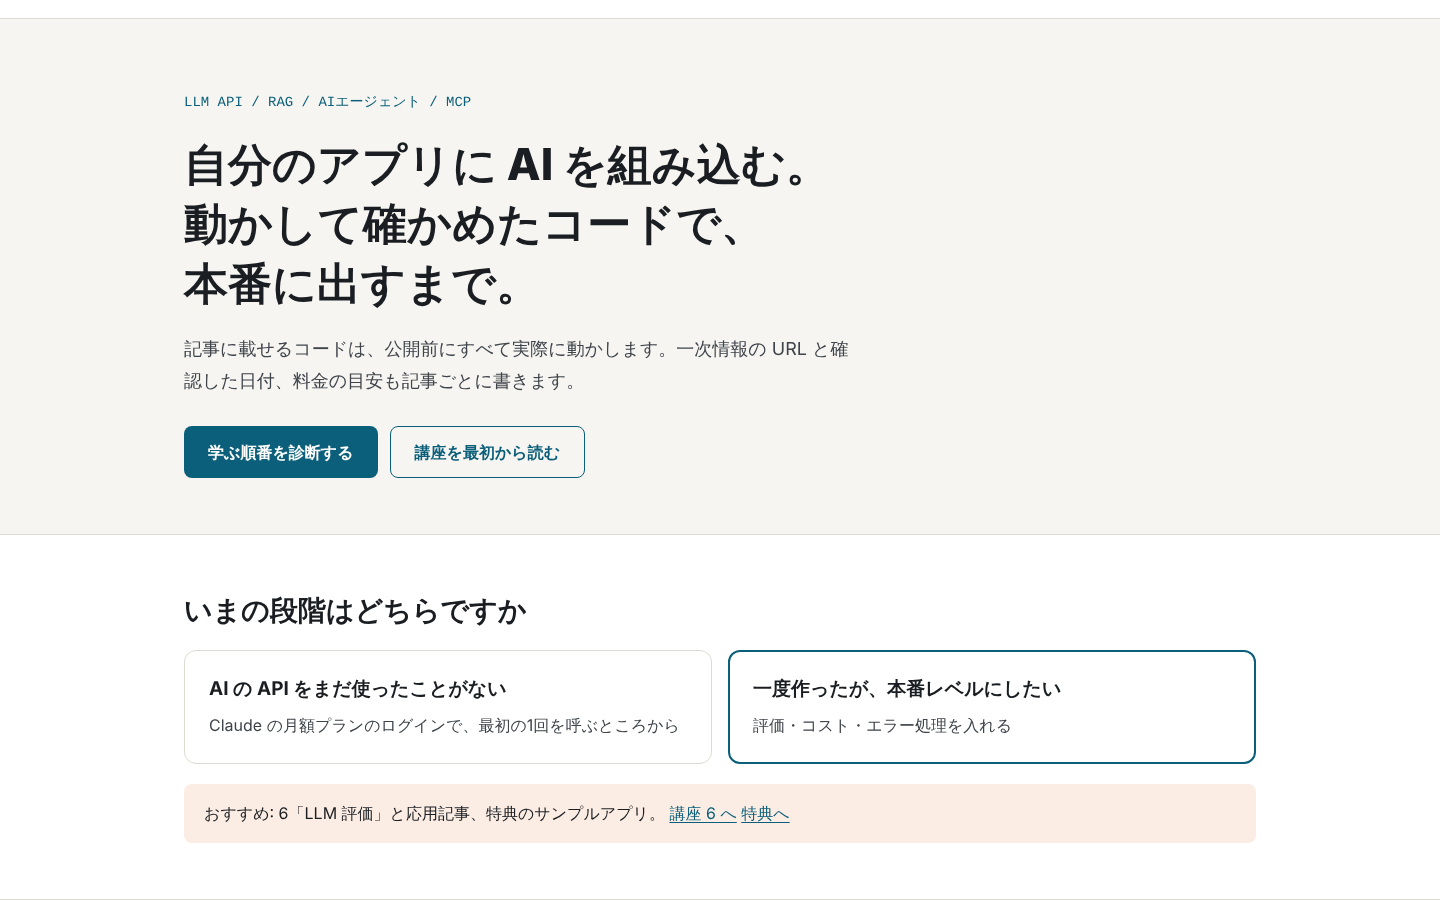 LLM API / RAG / AIエージェント / MCP
自分のアプリに AI を組み込む。
動かして確かめたコードで、
本番に出すまで。
記事に載せるコードは、公開前にすべて実際に動かします。一次情報の URL と確
認した日付、料金の目安も記事ごとに書きます。
学ぶ順番を診断する
講座を最初から読む
いまの段階はどちらですか
AI の API をまだ使ったことがない
Claude の月額プランのログインで、最初の1回を呼ぶところから
一度作ったが、本番レベルにしたい
評価・コスト・エラー処理を入れる
おすすめ: 6「LLM 評価」と応用記事、特典のサンプルアプリ。 講座 6 へ 特典へ